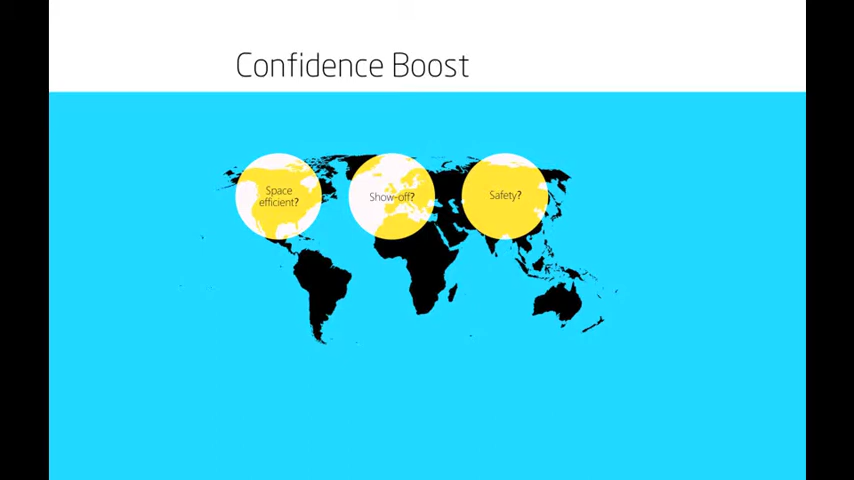 Confidence Boost
Space
efficient?
Show-off?
Safety?